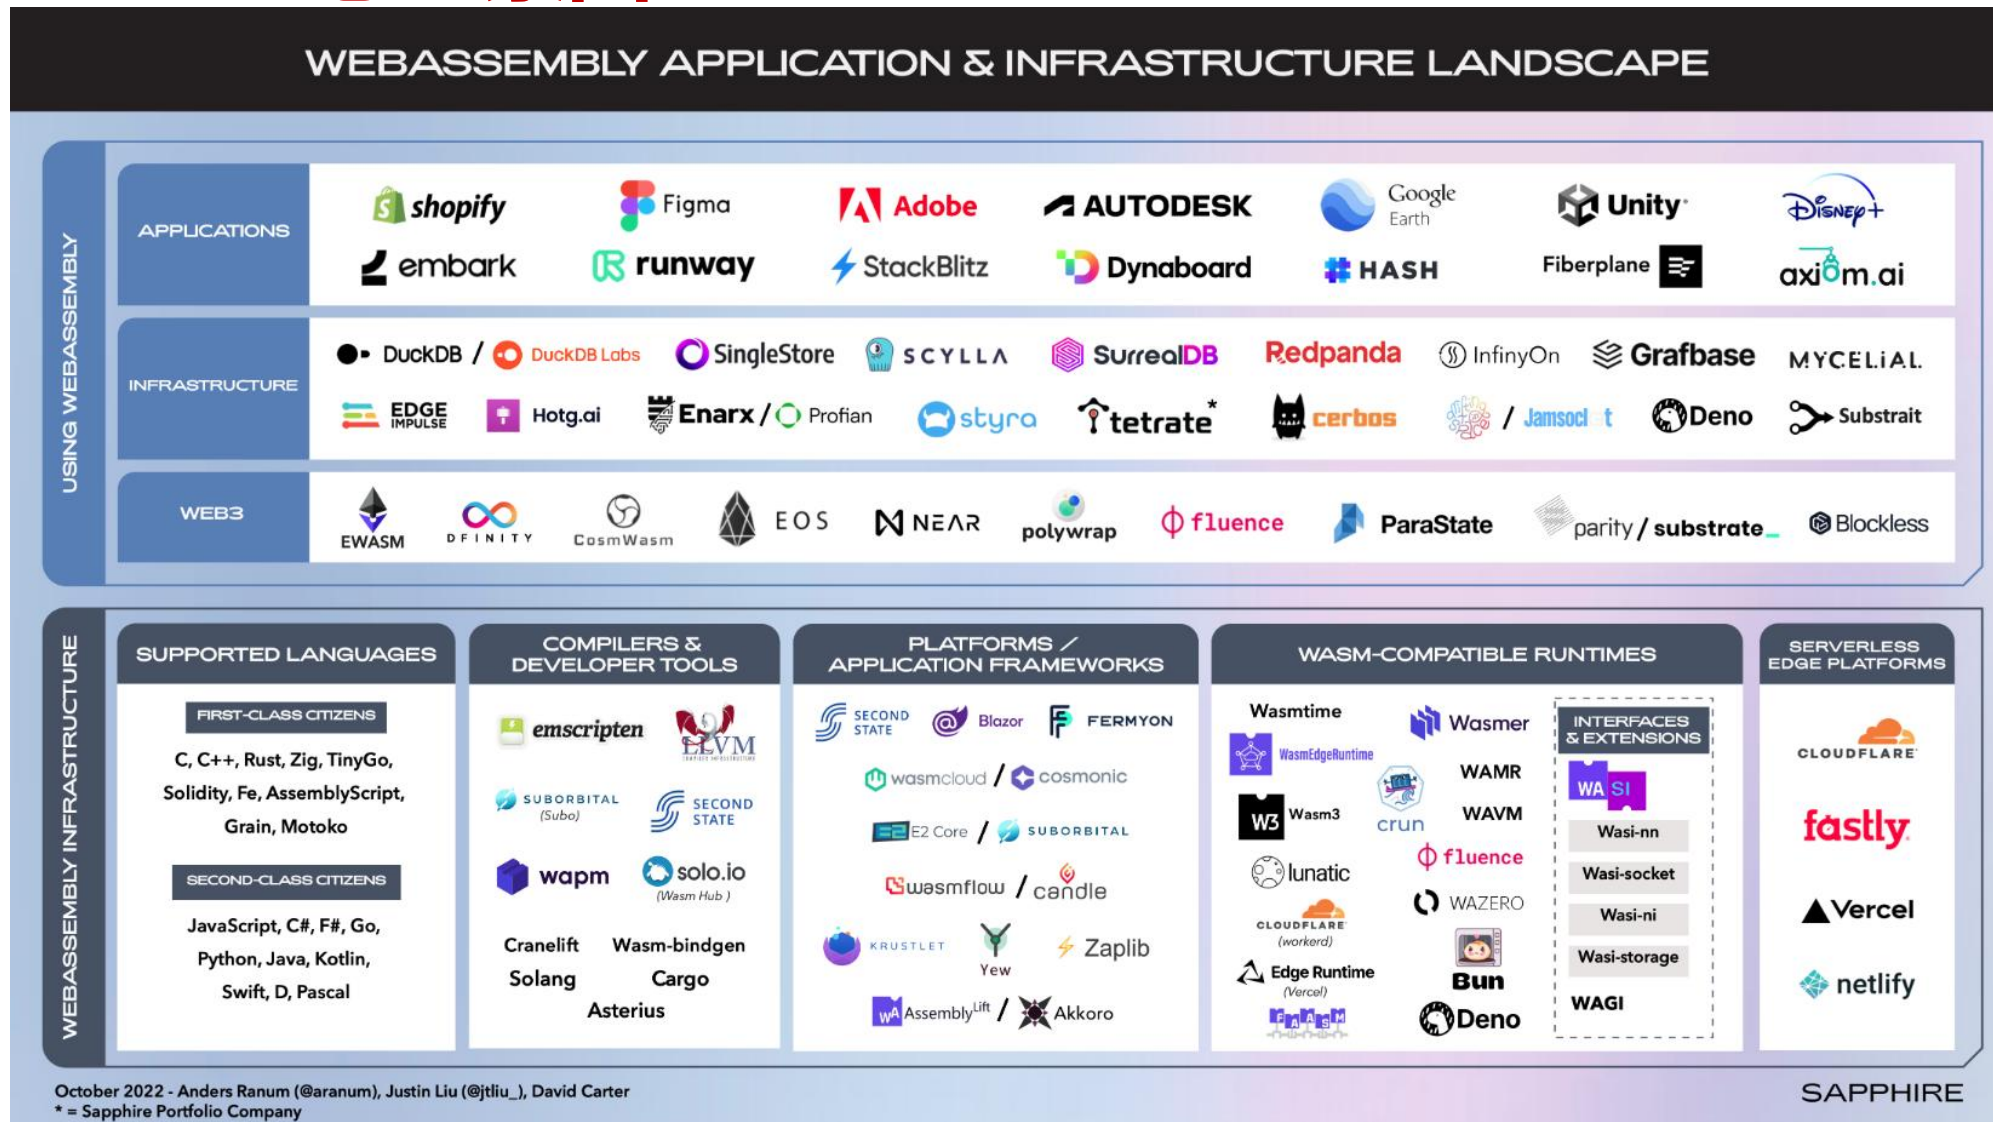 WEBASSEMBLY APPLICATION & INFRASTRUCTURE LANDSCAPE
USING WEBASSEMBLY
APPLICATIONS
shopify Figma Adobe AUTODESK Google Earth Unity Disney+
embark runway StackBlitz Dynaboard HASH Fiberplane axiom.ai
INFRASTRUCTURE
DuckDB / DuckDB Labs SingleStore SCYLLA SurrealDB Redpanda InfinyOn Grafbase MYCELiAL
EDGE IMPULSE Hotg.ai Enarx / Profian styra tetrate* cerbos / Jamsocket Deno Substrait
WEB3
EWASM DFINITY CosmWasm EOS NEAR polywrap fluence ParaState parity / substrate_ Blockless
WEBASSEMBLY INFRASTRUCTURE
SUPPORTED LANGUAGES
FIRST-CLASS CITIZENS
C, C++, Rust, Zig, TinyGo,
Solidity, Fe, AssemblyScript,
Grain, Motoko
SECOND-CLASS CITIZENS
JavaScript, C#, F#, Go,
Python, Java, Kotlin,
Swift, D, Pascal
COMPILERS &
DEVELOPER TOOLS
emscripten LLVM
SUBORBITAL
(Subo)
SECOND
STATE
wapm solo.io
(Wasm Hub )
Cranelift Wasm-bindgen
Solang Cargo
Asterius
PLATFORMS /
APPLICATION FRAMEWORKS
SECOND STATE Blazor FERMYON
wasmcloud / cosmonic
E2 E2 Core / SUBORBITAL
wasmflow / candle
KRUSTLET Yew Zaplib
WA AssemblyLift / Akkoro
WASM-COMPATIBLE RUNTIMES
Wasmtime
WasmEdgeRuntime
W3 Wasm3
lunatic
CLOUDFLARE
(workerd)
Edge Runtime
(Vercel)
FAASM
Wasmer
WAMR
crun
WAVM
fluence
WAZERO
Bun
Deno
INTERFACES
& EXTENSIONS
WA SI
Wasi-nn
Wasi-socket
Wasi-ni
Wasi-storage
WAGI
SERVERLESS
EDGE PLATFORMS
CLOUDFLARE
fastly
Vercel
netlify
October 2022 - Anders Ranum (@aranum), Justin Liu (@jtliu_), David Carter
* = Sapphire Portfolio Company
SAPPHIRE